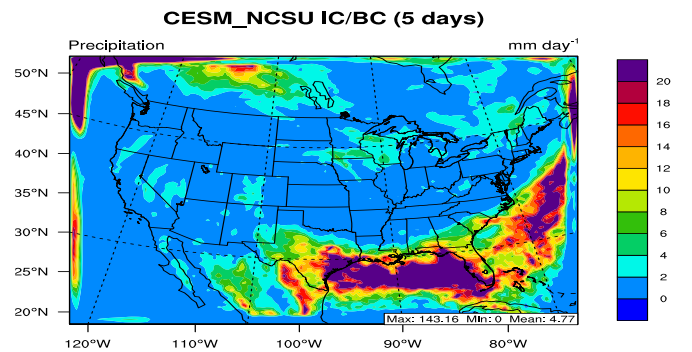 CESM_NCSU IC/BC (5 days)
Precipitation mm day⁻¹
50°N
45°N
40°N
35°N
30°N
25°N
20°N
120°W 110°W 100°W 90°W 80°W
Max: 143.16 Min: 0 Mean: 4.77
20
18
16
14
12
10
8
6
4
2
0